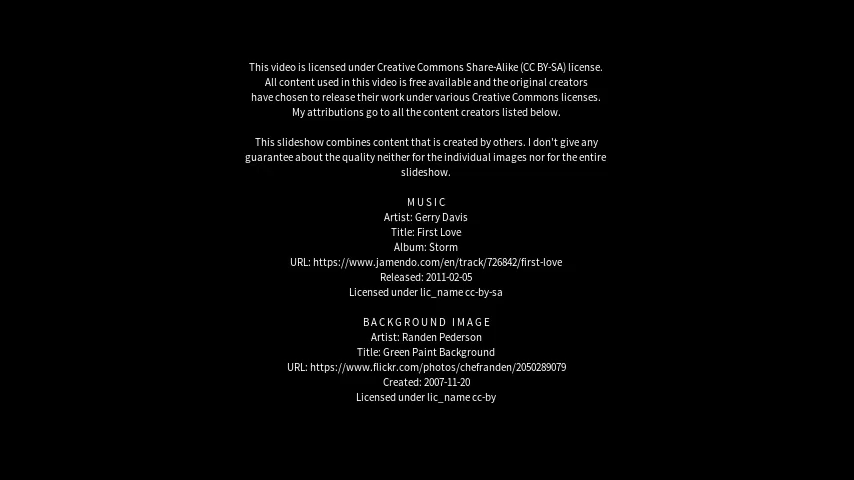 This video is licensed under Creative Commons Share-Alike (CC BY-SA) license.
All content used in this video is free available and the original creators
have chosen to release their work under various Creative Commons licenses.
My attributions go to all the content creators listed below.
This slideshow combines content that is created by others. I don't give any
guarantee about the quality neither for the individual images nor for the entire
slideshow.
MUSIC
Artist: Gerry Davis
Title: First Love
Album: Storm
URL: https://www.jamendo.com/en/track/726842/first-love
Released: 2011-02-05
Licensed under lic_name cc-by-sa
BACKGROUND IMAGE
Artist: Randen Pederson
Title: Green Paint Background
URL: https://www.flickr.com/photos/chefranden/2050289079
Created: 2007-11-20
Licensed under lic_name cc-by